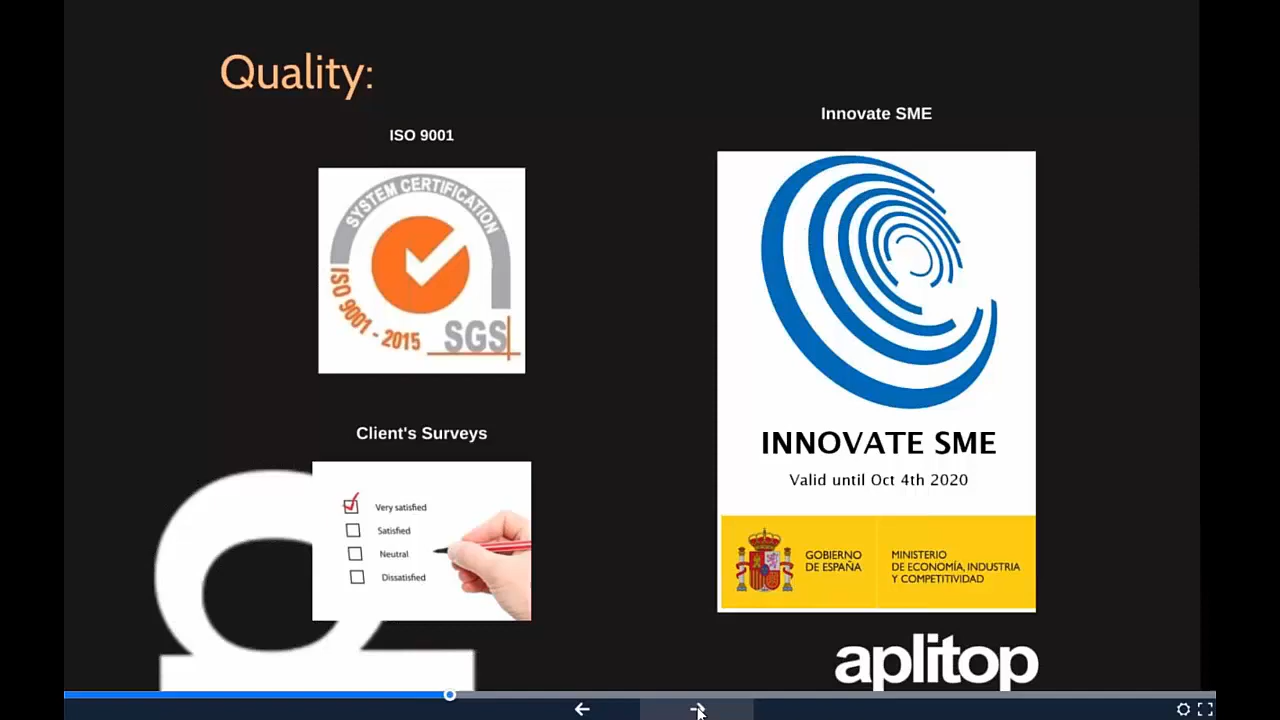 Quality:
ISO 9001
SYSTEM CERTIFICATION
ISO 9001 - 2015
SGS
Client's Surveys
Very satisfied
Satisfied
Neutral
Dissatisfied
Innovate SME
INNOVATE SME
Valid until Oct 4th 2020
GOBIERNO
DE ESPAÑA
MINISTERIO
DE ECONOMÍA, INDUSTRIA
Y COMPETITIVIDAD
aplitop